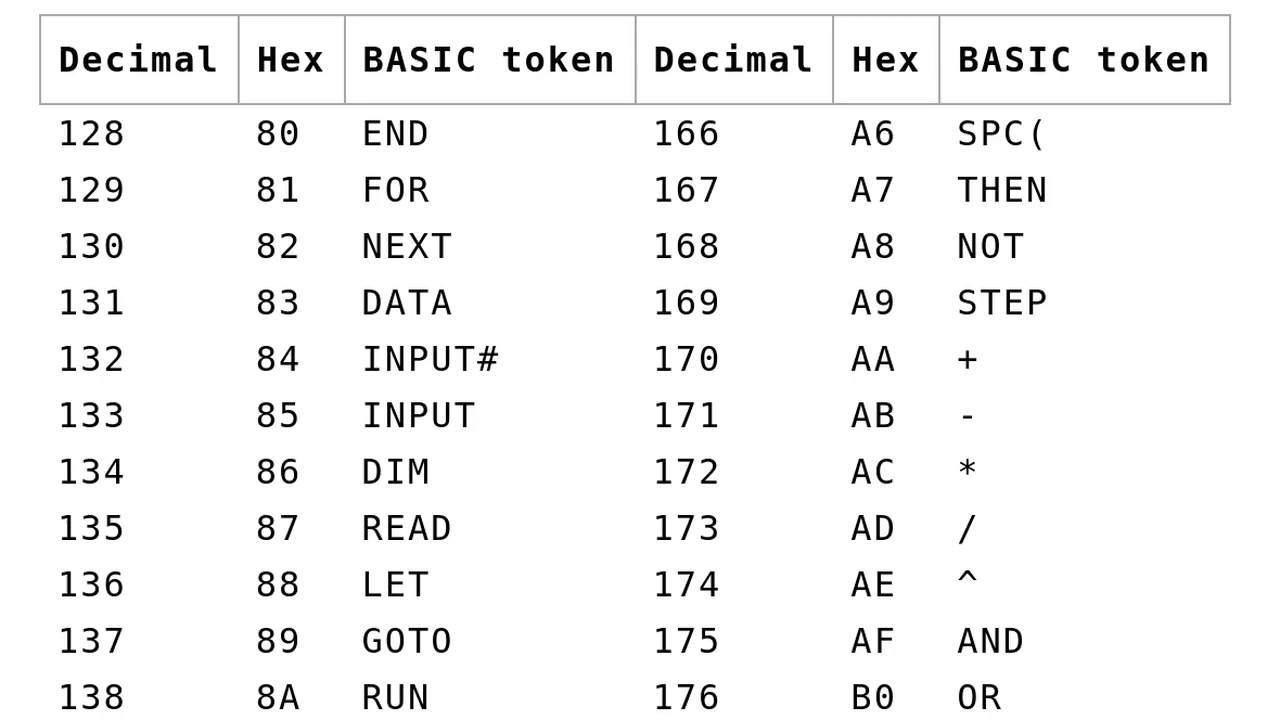 Decimal Hex BASIC token Decimal Hex BASIC token
128 80 END 166 A6 SPC(
129 81 FOR 167 A7 THEN
130 82 NEXT 168 A8 NOT
131 83 DATA 169 A9 STEP
132 84 INPUT# 170 AA +
133 85 INPUT 171 AB -
134 86 DIM 172 AC *
135 87 READ 173 AD /
136 88 LET 174 AE ^
137 89 GOTO 175 AF AND
138 8A RUN 176 B0 OR